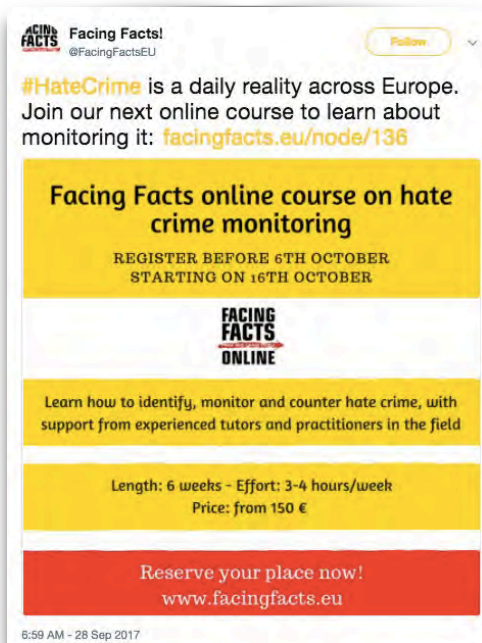 FACING
FACTS
Facing Facts!
@FacingFactsEU
Follow
#HateCrime is a daily reality across Europe.
Join our next online course to learn about
monitoring it: facingfacts.eu/node/136
Facing Facts online course on hate
crime monitoring
REGISTER BEFORE 6TH OCTOBER
STARTING ON 16TH OCTOBER
FACING
FACTS
ONLINE
Learn how to identify, monitor and counter hate crime, with
support from experienced tutors and practitioners in the field
Length: 6 weeks - Effort: 3-4 hours/week
Price: from 150 €
Reserve your place now!
www.facingfacts.eu
6:59 AM - 28 Sep 2017